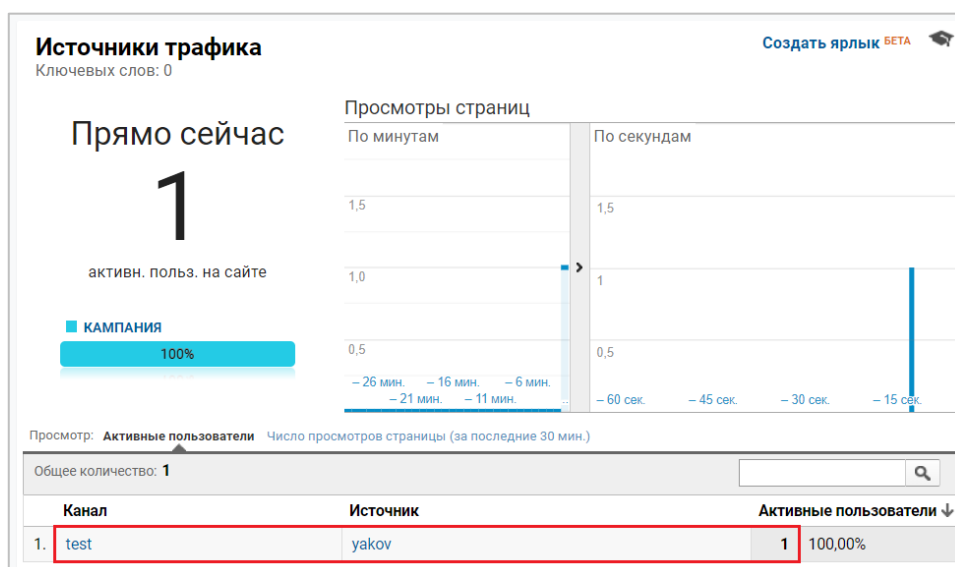 Источники трафика
Создать ярлык БЕТА
Ключевых слов: 0
Прямо сейчас
1
активн. польз. на сайте
КАМПАНИЯ
100%
Просмотры страниц
По минутам
1,5
1,0
0,5
– 26 мин. – 16 мин. – 6 мин.
– 21 мин. – 11 мин. ..
По секундам
1,5
1
0,5
– 60 сек. – 45 сек. – 30 сек. – 15 сек.
Просмотр: Активные пользователи Число просмотров страницы (за последние 30 мин.)
Общее количество: 1
Канал Источник Активные пользователи
1. test yakov 1 100,00%